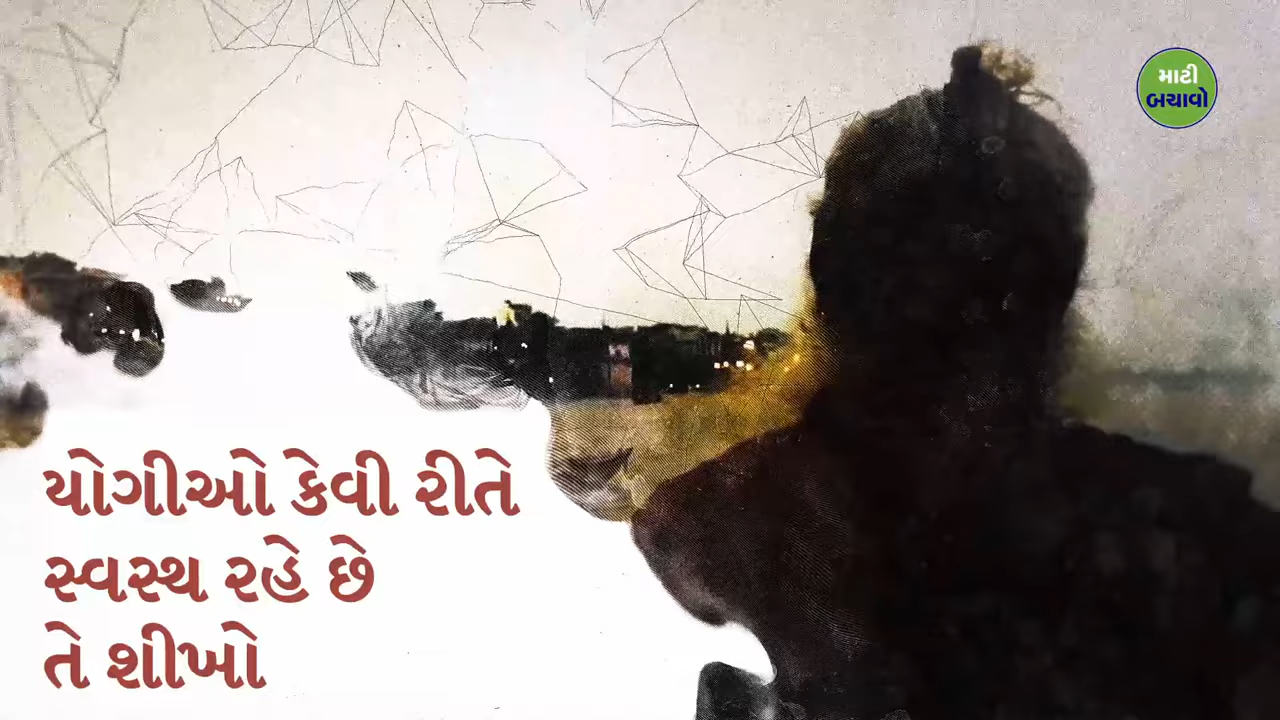 માટી
બચાવો
યોગીઓ કેવી રીતે
સ્વસ્થ રહે છે
તે શીખો